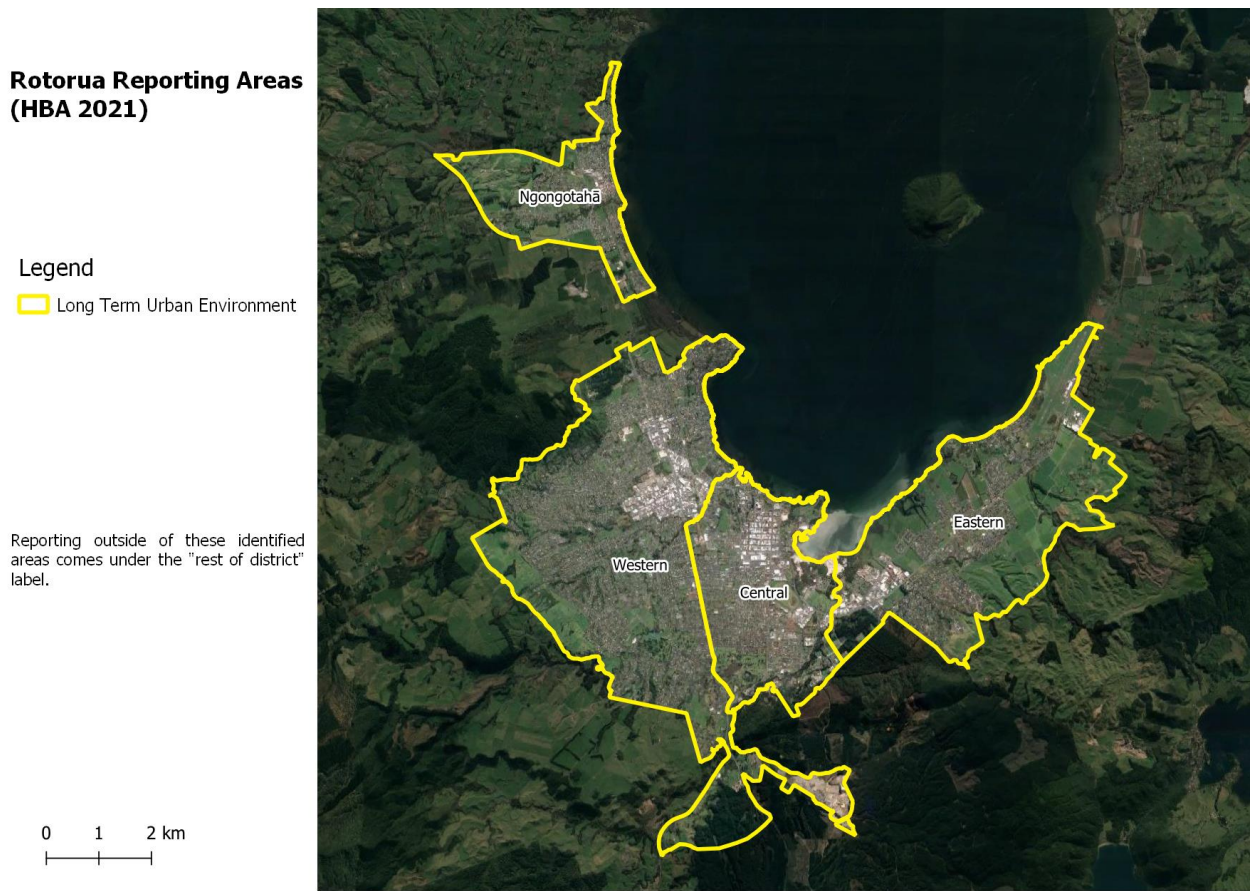 Rotorua Reporting Areas
(HBA 2021)
Legend
Long Term Urban Environment
Reporting outside of these identified
areas comes under the "rest of district"
label.
0 1 2 km
Ngongotahā
Western
Central
Eastern